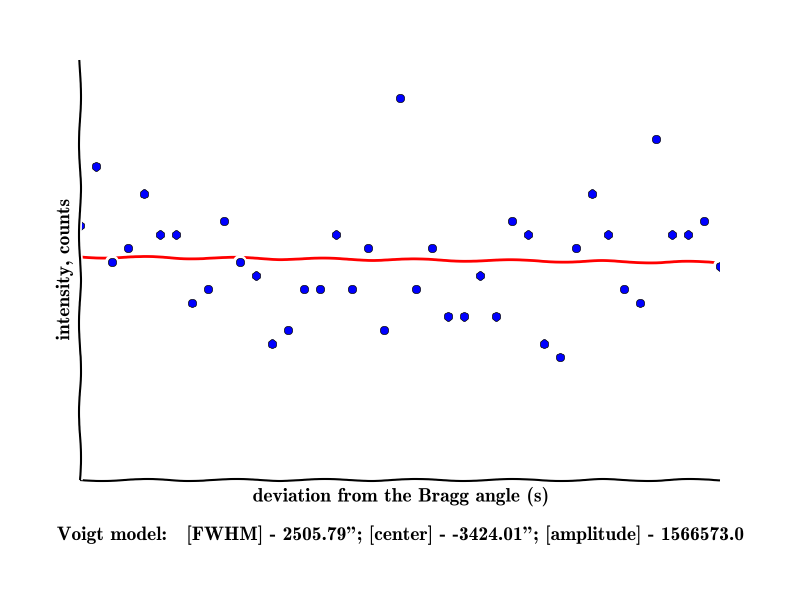 intensity, counts
deviation from the Bragg angle (s)
Voigt model: [FWHM] - 2505.79”; [center] - -3424.01”; [amplitude] - 1566573.0